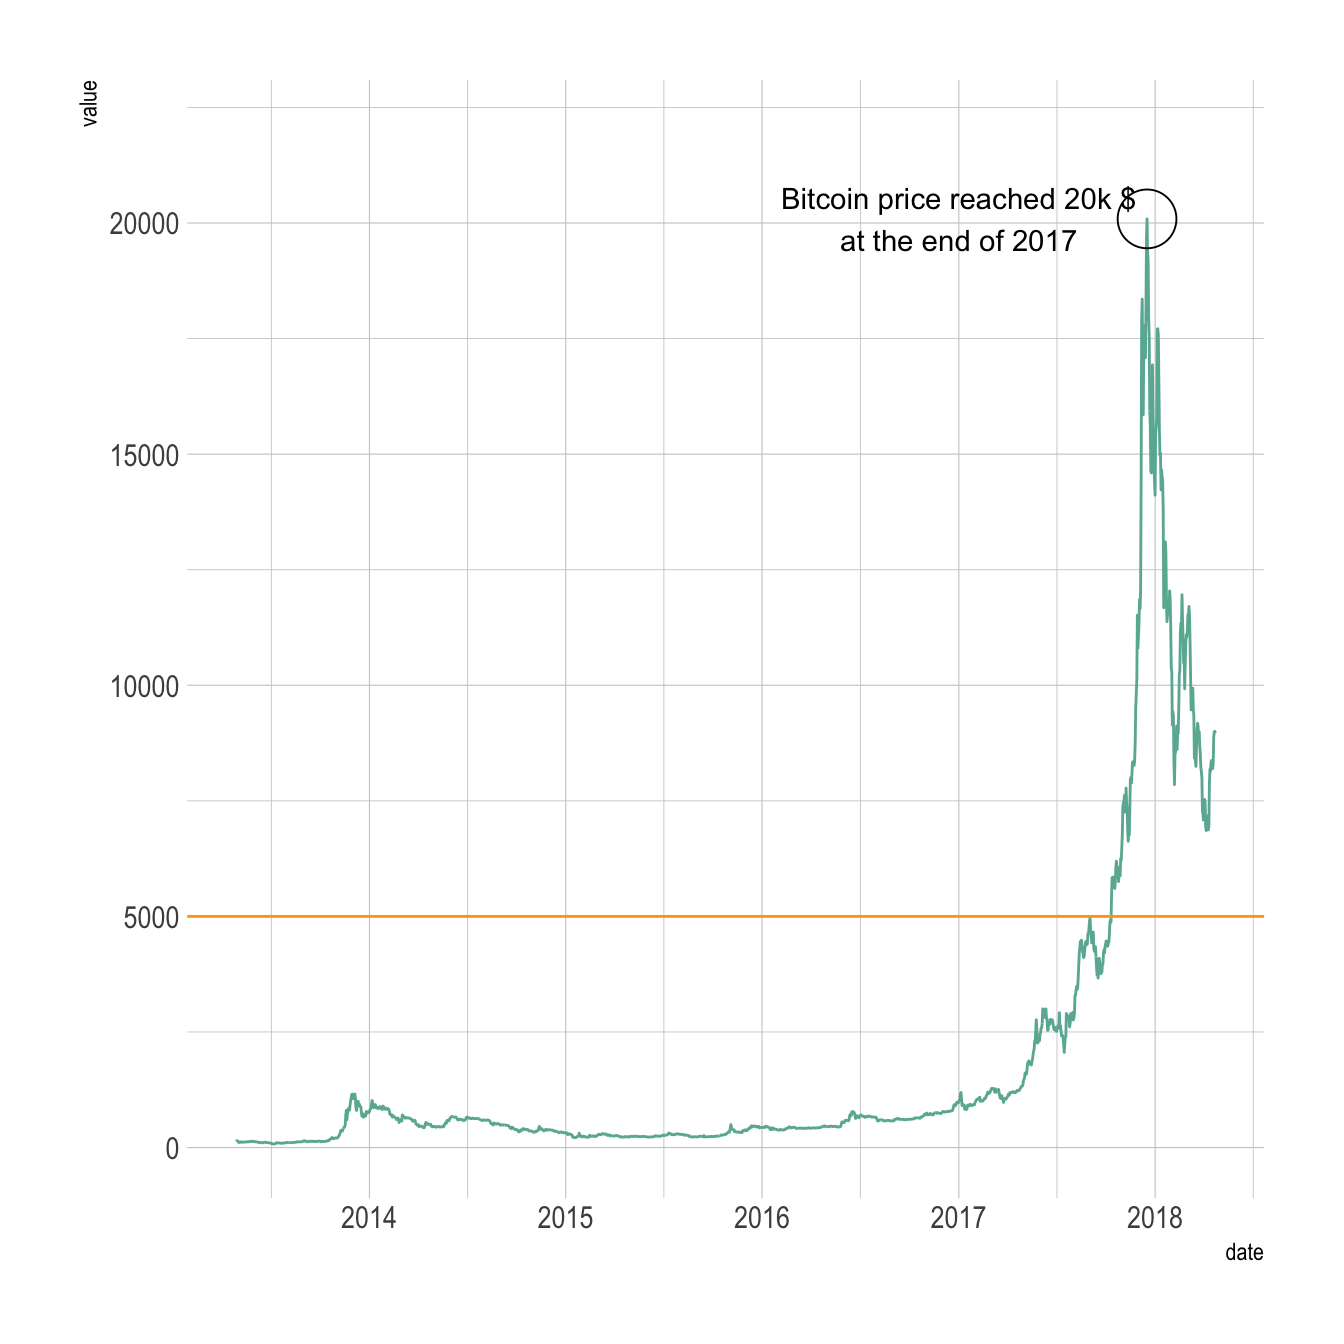 value
Bitcoin price reached 20k $
at the end of 2017
20000
15000
10000
5000
0
2014 2015 2016 2017 2018
date